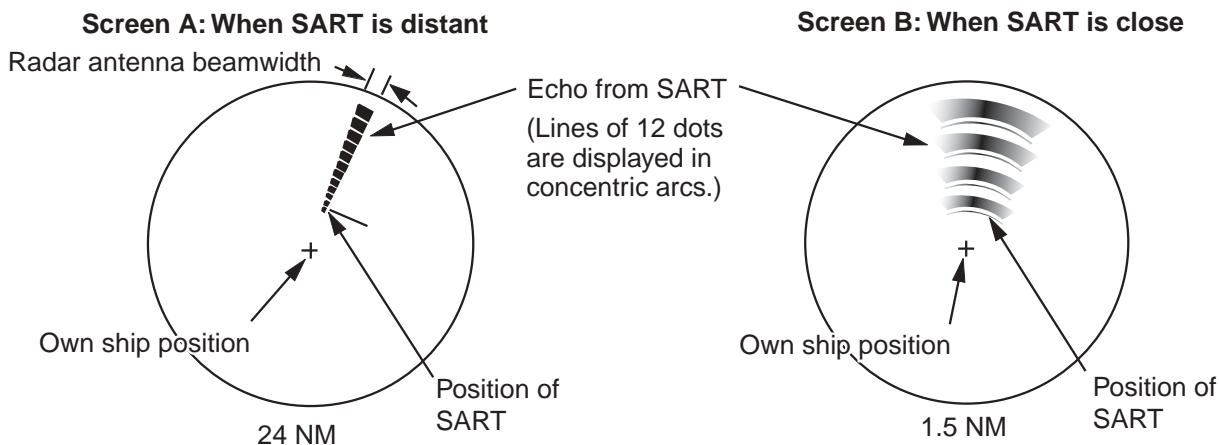 Screen A: When SART is distant
Radar antenna beamwidth
Own ship position
Position of
SART
24 NM
Echo from SART
(Lines of 12 dots
are displayed in
concentric arcs.)
Screen B: When SART is close
Own ship position
Position of
SART
1.5 NM